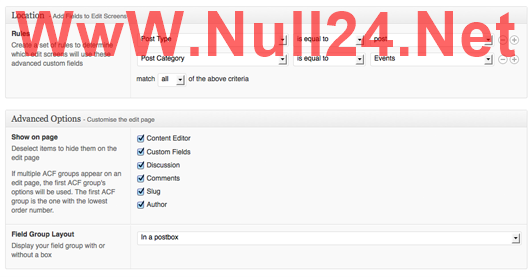 WwW.Null24.Net
Location - Add Fields to Edit Screens
Rules
Create a set of rules to determine
which edit screens will use these
advanced custom fields
Post Type is equal to post
Post Category is equal to Events
match all of the above criteria
Advanced Options - Customise the edit page
Show on page
Deselect items to hide them on the
edit page
If multiple ACF groups appear on an
edit page, the first ACF group's
options will be used. The first ACF
group is the one with the lowest
order number.
Content Editor
Custom Fields
Discussion
Comments
Slug
Author
Field Group Layout
Display your field group with or
without a box
In a postbox